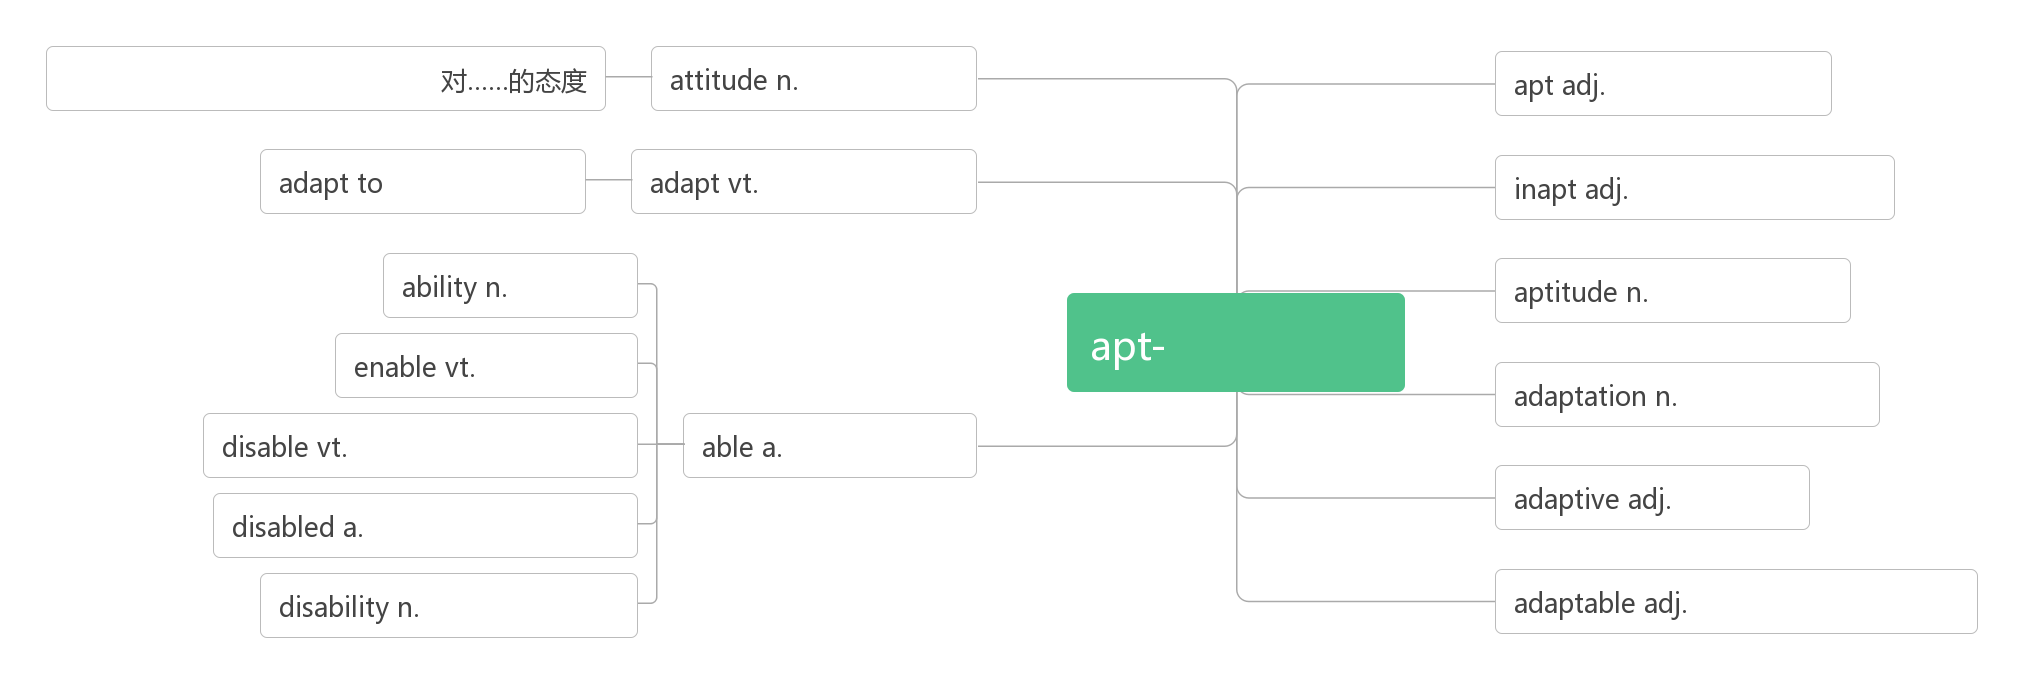 apt-
apt adj.
inapt adj.
aptitude n.
adaptation n.
adaptive adj.
adaptable adj.
attitude n.
对……的态度
adapt vt.
adapt to
able a.
ability n.
enable vt.
disable vt.
disabled a.
disability n.